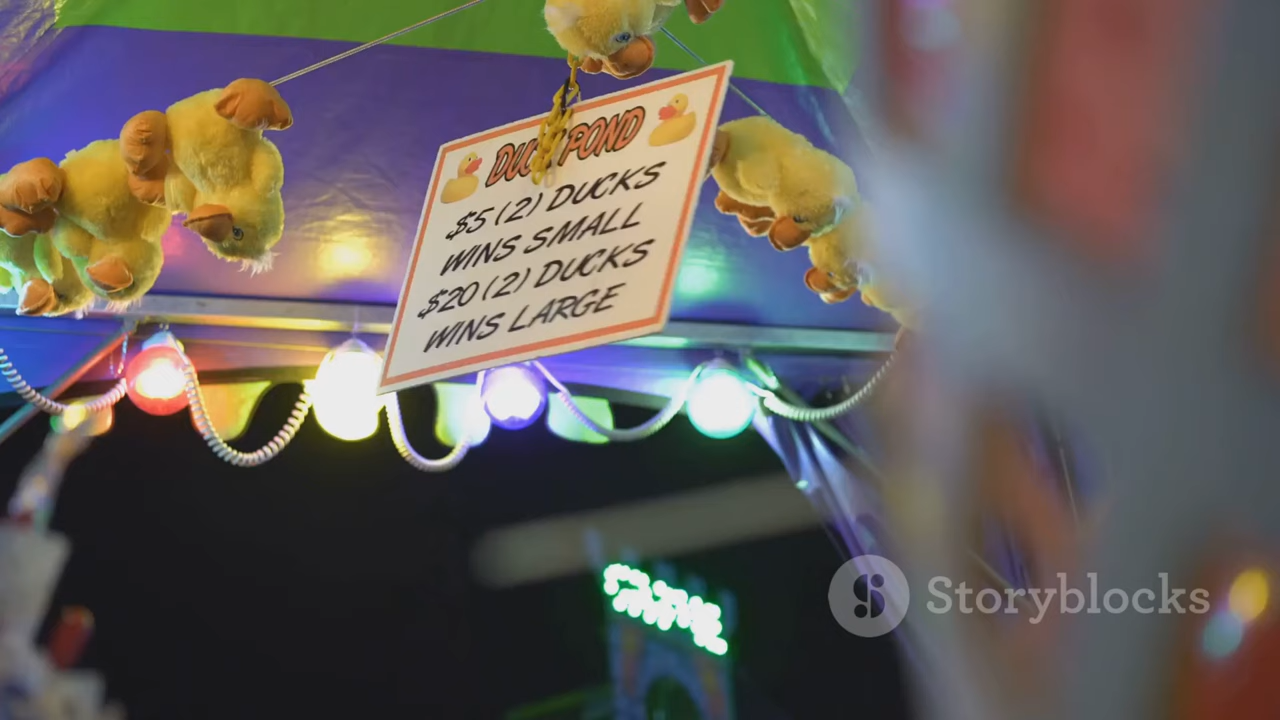 DUCK POND
$5 (2) DUCKS
WINS SMALL
$20 (2) DUCKS
WINS LARGE
Storyblocks